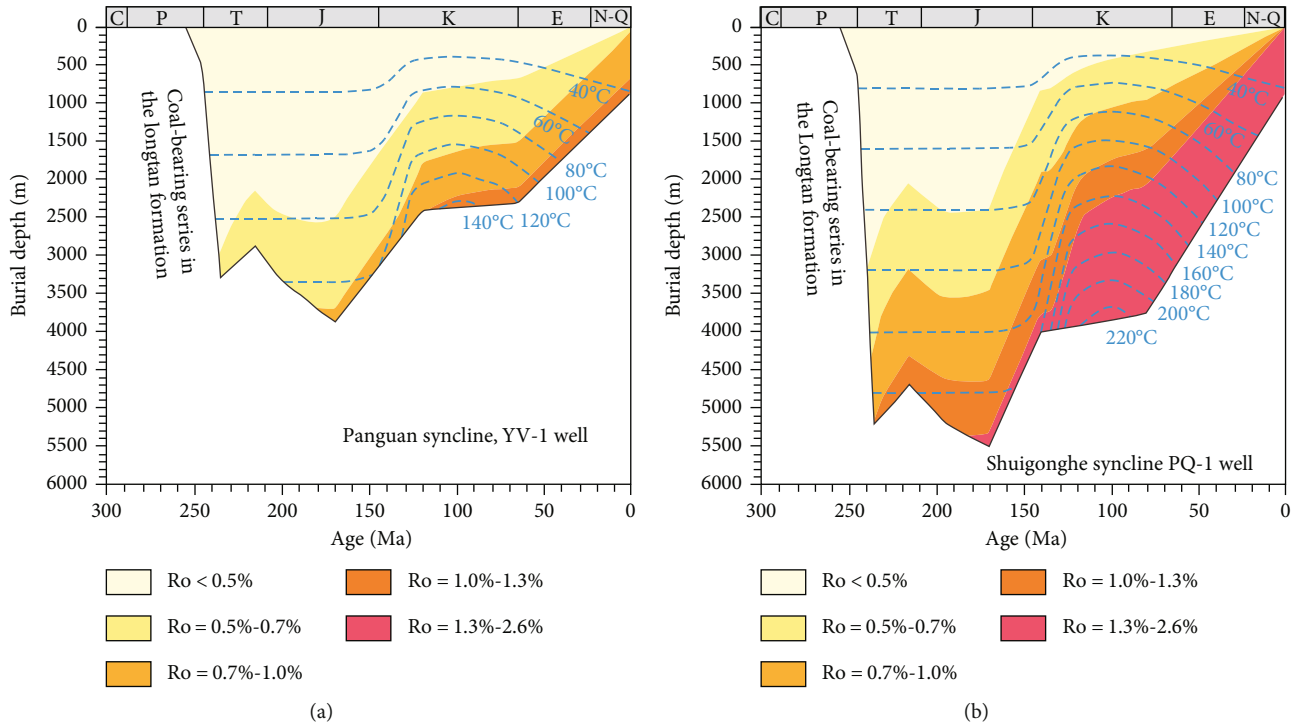 C P T J K E N-Q
0
500
1000
1500
2000
2500
3000
3500
4000
4500
5000
5500
6000
Burial depth (m)
Coal-bearing series in
the longtan formation
40°C
60°C
80°C
100°C
120°C
140°C
Panguan syncline, YV-1 well
300 250 200 150 100 50 0
Age (Ma)
Ro < 0.5%
Ro = 1.0%-1.3%
Ro = 0.5%-0.7%
Ro = 1.3%-2.6%
Ro = 0.7%-1.0%
(a)
C P T J K E N-Q
0
500
1000
1500
2000
2500
3000
3500
4000
4500
5000
5500
6000
Burial depth (m)
Coal-bearing series in
the Longtan formation
40°C
60°C
80°C
100°C
120°C
140°C
160°C
180°C
200°C
220°C
Shuigonghe syncline PQ-1 well
300 250 200 150 100 50 0
Age (Ma)
Ro < 0.5%
Ro = 1.0%-1.3%
Ro = 0.5%-0.7%
Ro = 1.3%-2.6%
Ro = 0.7%-1.0%
(b)